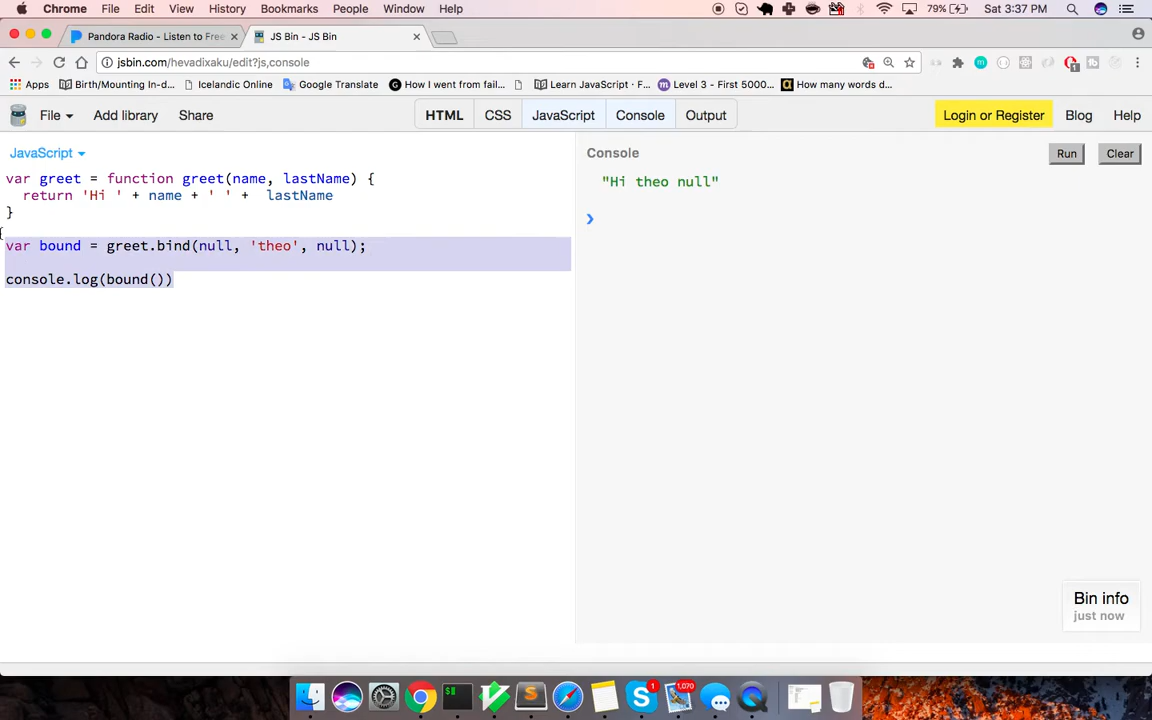 Chrome File Edit View History Bookmarks People Window Help 79% Sat 3:37 PM
Pandora Radio - Listen to Free × JS Bin - JS Bin ×
jsbin.com/hevadixaku/edit?js,console
Apps Birth/Mounting In-d... Icelandic Online Google Translate How I went from fail... Learn JavaScript - F... Level 3 - First 5000... How many words d...
File Add library Share HTML CSS JavaScript Console Output Login or Register Blog Help
JavaScript
Console Run Clear
var greet = function greet(name, lastName) {
return 'Hi ' + name + ' ' + lastName
}
var bound = greet.bind(null, 'theo', null);
console.log(bound())
"Hi theo null"
Bin info
just now
1 1,070